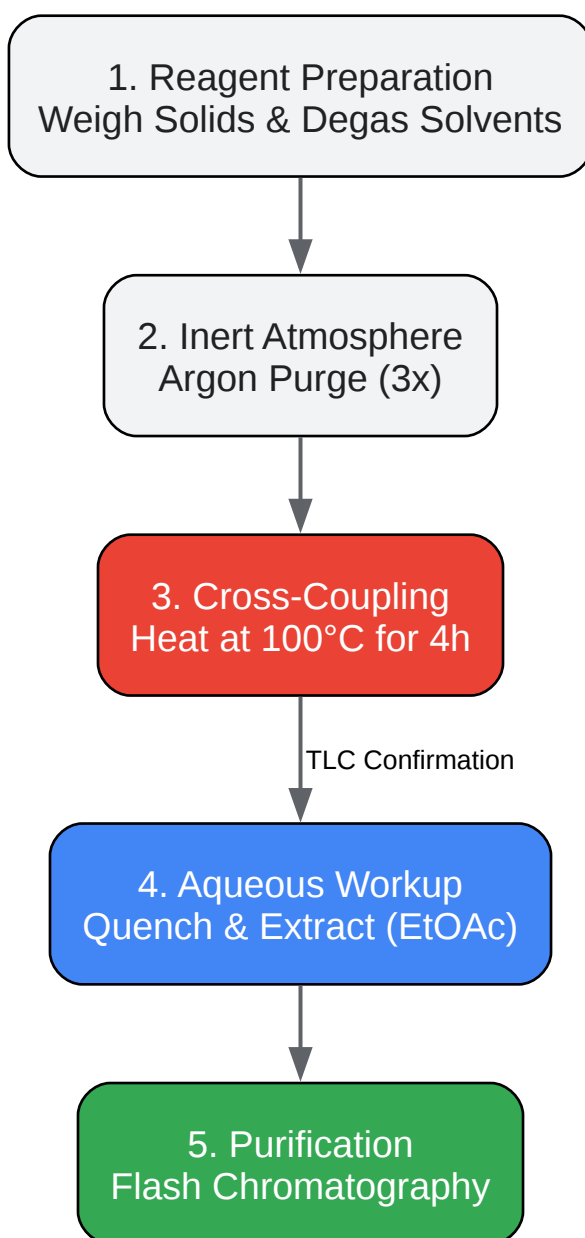 1. Reagent Preparation
Weigh Solids & Degas Solvents
2. Inert Atmosphere
Argon Purge (3x)
3. Cross-Coupling
Heat at 100°C for 4h
TLC Confirmation
4. Aqueous Workup
Quench & Extract (EtOAc)
5. Purification
Flash Chromatography